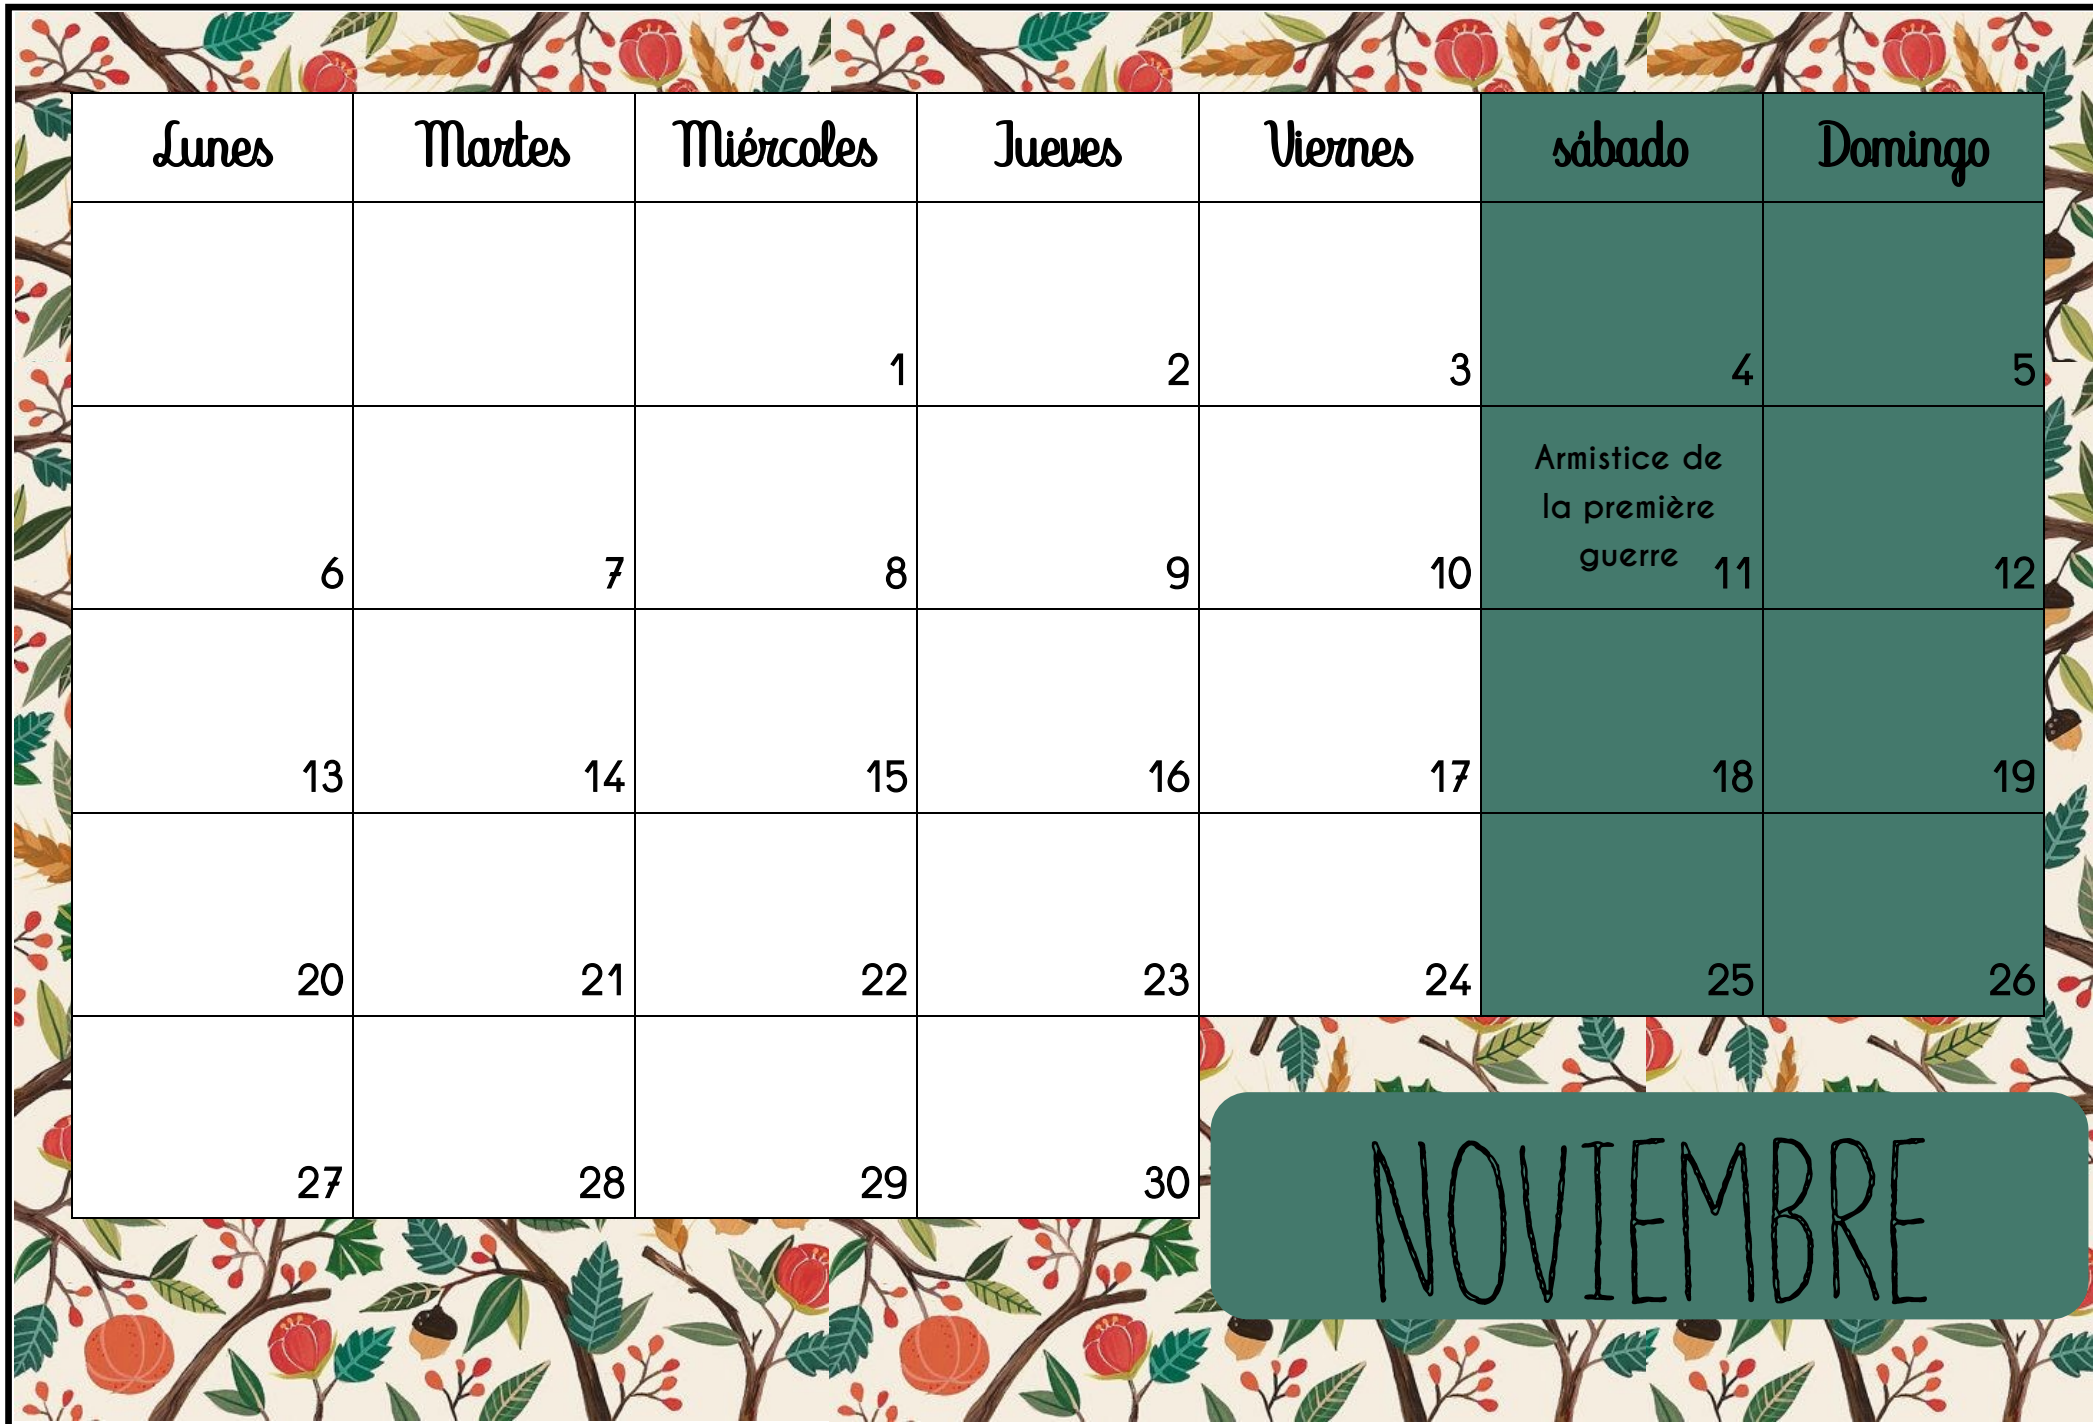 Lunes Martes Miércoles Jueves Viernes sábado Domingo
1 2 3 4 5
Armistice de
la première
guerre
6 7 8 9 10 11 12
13 14 15 16 17 18 19
20 21 22 23 24 25 26
27 28 29 30
NOVIEMBRE